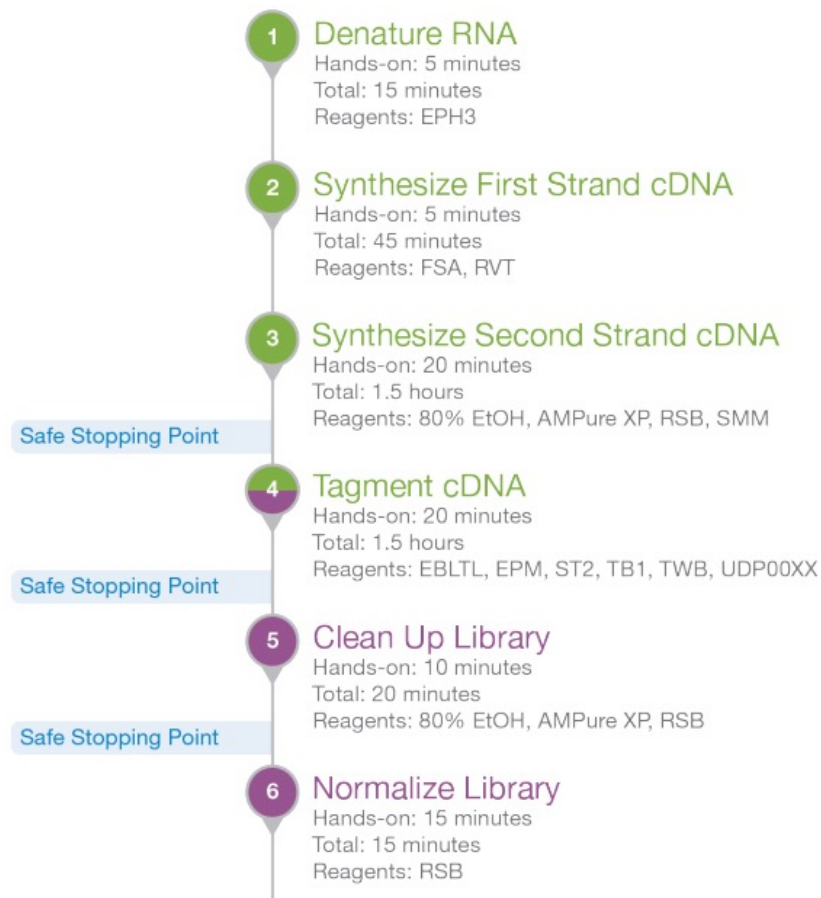 1
Denature RNA
Hands-on: 5 minutes
Total: 15 minutes
Reagents: EPH3
2
Synthesize First Strand cDNA
Hands-on: 5 minutes
Total: 45 minutes
Reagents: FSA, RVT
3
Synthesize Second Strand cDNA
Hands-on: 20 minutes
Total: 1.5 hours
Reagents: 80% EtOH, AMPure XP, RSB, SMM
Safe Stopping Point
4
Tagment cDNA
Hands-on: 20 minutes
Total: 1.5 hours
Reagents: EBLTL, EPM, ST2, TB1, TWB, UDP00XX
Safe Stopping Point
5
Clean Up Library
Hands-on: 10 minutes
Total: 20 minutes
Reagents: 80% EtOH, AMPure XP, RSB
Safe Stopping Point
6
Normalize Library
Hands-on: 15 minutes
Total: 15 minutes
Reagents: RSB